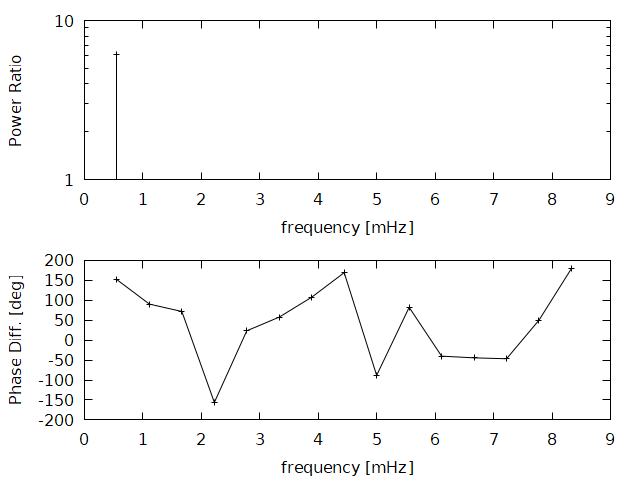 10
Power Ratio
1
0 1 2 3 4 5 6 7 8 9
frequency [mHz]
200
150
100
50
0
-50
-100
-150
-200
Phase Diff. [deg]
0 1 2 3 4 5 6 7 8 9
frequency [mHz]